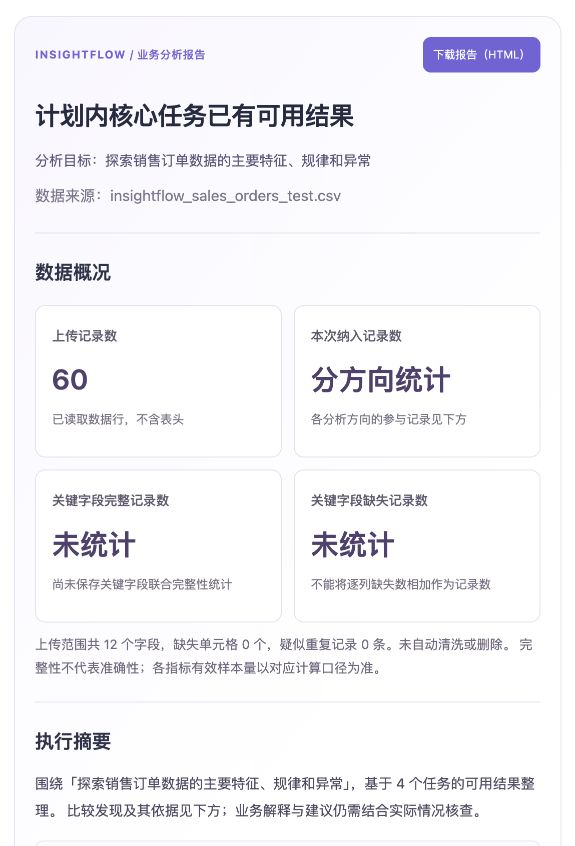 INSIGHTFLOW / 业务分析报告
下载报告（HTML）
计划内核心任务已有可用结果
分析目标：探索销售订单数据的主要特征、规律和异常
数据来源：insightflow_sales_orders_test.csv
数据概况
上传记录数
60
已读取数据行，不含表头
本次纳入记录数
分方向统计
各分析方向的参与记录见下方
关键字段完整记录数
未统计
尚未保存关键字段联合完整性统计
关键字段缺失记录数
未统计
不能将逐列缺失数相加作为记录数
上传范围共 12 个字段，缺失单元格 0 个，疑似重复记录 0 条。未自动清洗或删除。 完
整性不代表准确性；各指标有效样本量以对应计算口径为准。
执行摘要
围绕「探索销售订单数据的主要特征、规律和异常」，基于 4 个任务的可用结果整
理。 比较发现及其依据见下方；业务解释与建议仍需结合实际情况核查。